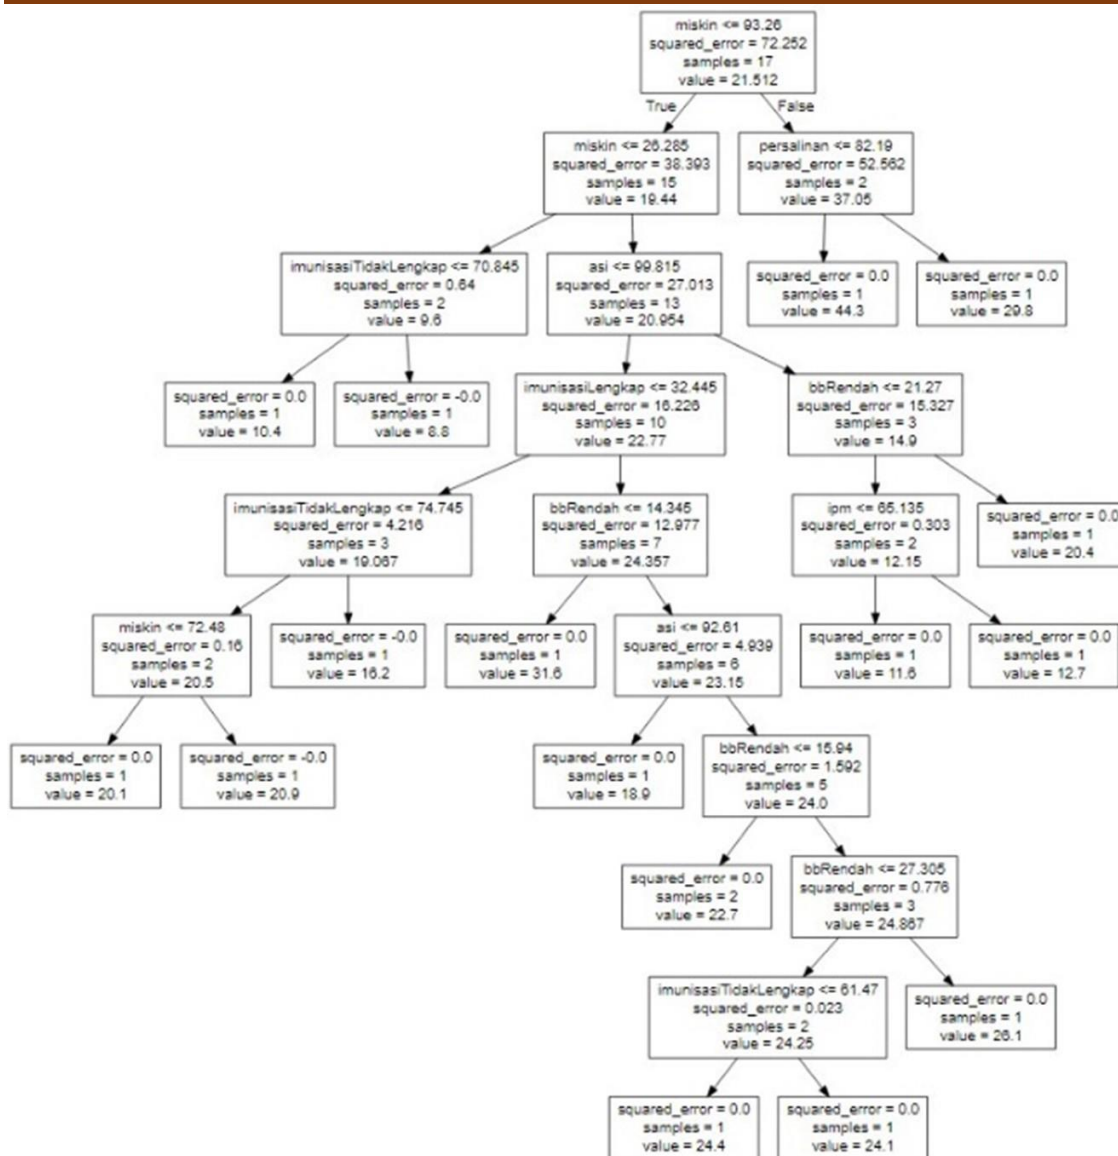 miskin <= 93.26
squared_error = 72.252
samples = 17
value = 21.512
True
False
miskin <= 26.285
squared_error = 38.393
samples = 15
value = 19.44
persalinan <= 82.19
squared_error = 52.562
samples = 2
value = 37.05
imunisasiTidakLengkap <= 70.845
squared_error = 0.64
samples = 2
value = 9.6
asi <= 99.815
squared_error = 27.013
samples = 13
value = 20.954
squared_error = 0.0
samples = 1
value = 44.3
squared_error = 0.0
samples = 1
value = 29.8
squared_error = 0.0
samples = 1
value = 10.4
squared_error = -0.0
samples = 1
value = 8.8
imunisasiLengkap <= 32.445
squared_error = 16.226
samples = 10
value = 22.77
bbRendah <= 21.27
squared_error = 15.327
samples = 3
value = 14.9
imunisasiTidakLengkap <= 74.745
squared_error = 4.216
samples = 3
value = 19.067
bbRendah <= 14.345
squared_error = 12.977
samples = 7
value = 24.357
ipm <= 65.135
squared_error = 0.303
samples = 2
value = 12.15
squared_error = 0.0
samples = 1
value = 20.4
miskin <= 72.48
squared_error = 0.16
samples = 2
value = 20.5
squared_error = -0.0
samples = 1
value = 16.2
squared_error = 0.0
samples = 1
value = 31.6
asi <= 92.61
squared_error = 4.939
samples = 6
value = 23.15
squared_error = 0.0
samples = 1
value = 11.6
squared_error = 0.0
samples = 1
value = 12.7
squared_error = 0.0
samples = 1
value = 20.1
squared_error = -0.0
samples = 1
value = 20.9
squared_error = 0.0
samples = 1
value = 18.9
bbRendah <= 15.94
squared_error = 1.592
samples = 5
value = 24.0
squared_error = 0.0
samples = 2
value = 22.7
bbRendah <= 27.305
squared_error = 0.776
samples = 3
value = 24.867
imunisasiTidakLengkap <= 61.47
squared_error = 0.023
samples = 2
value = 24.25
squared_error = 0.0
samples = 1
value = 26.1
squared_error = 0.0
samples = 1
value = 24.4
squared_error = 0.0
samples = 1
value = 24.1